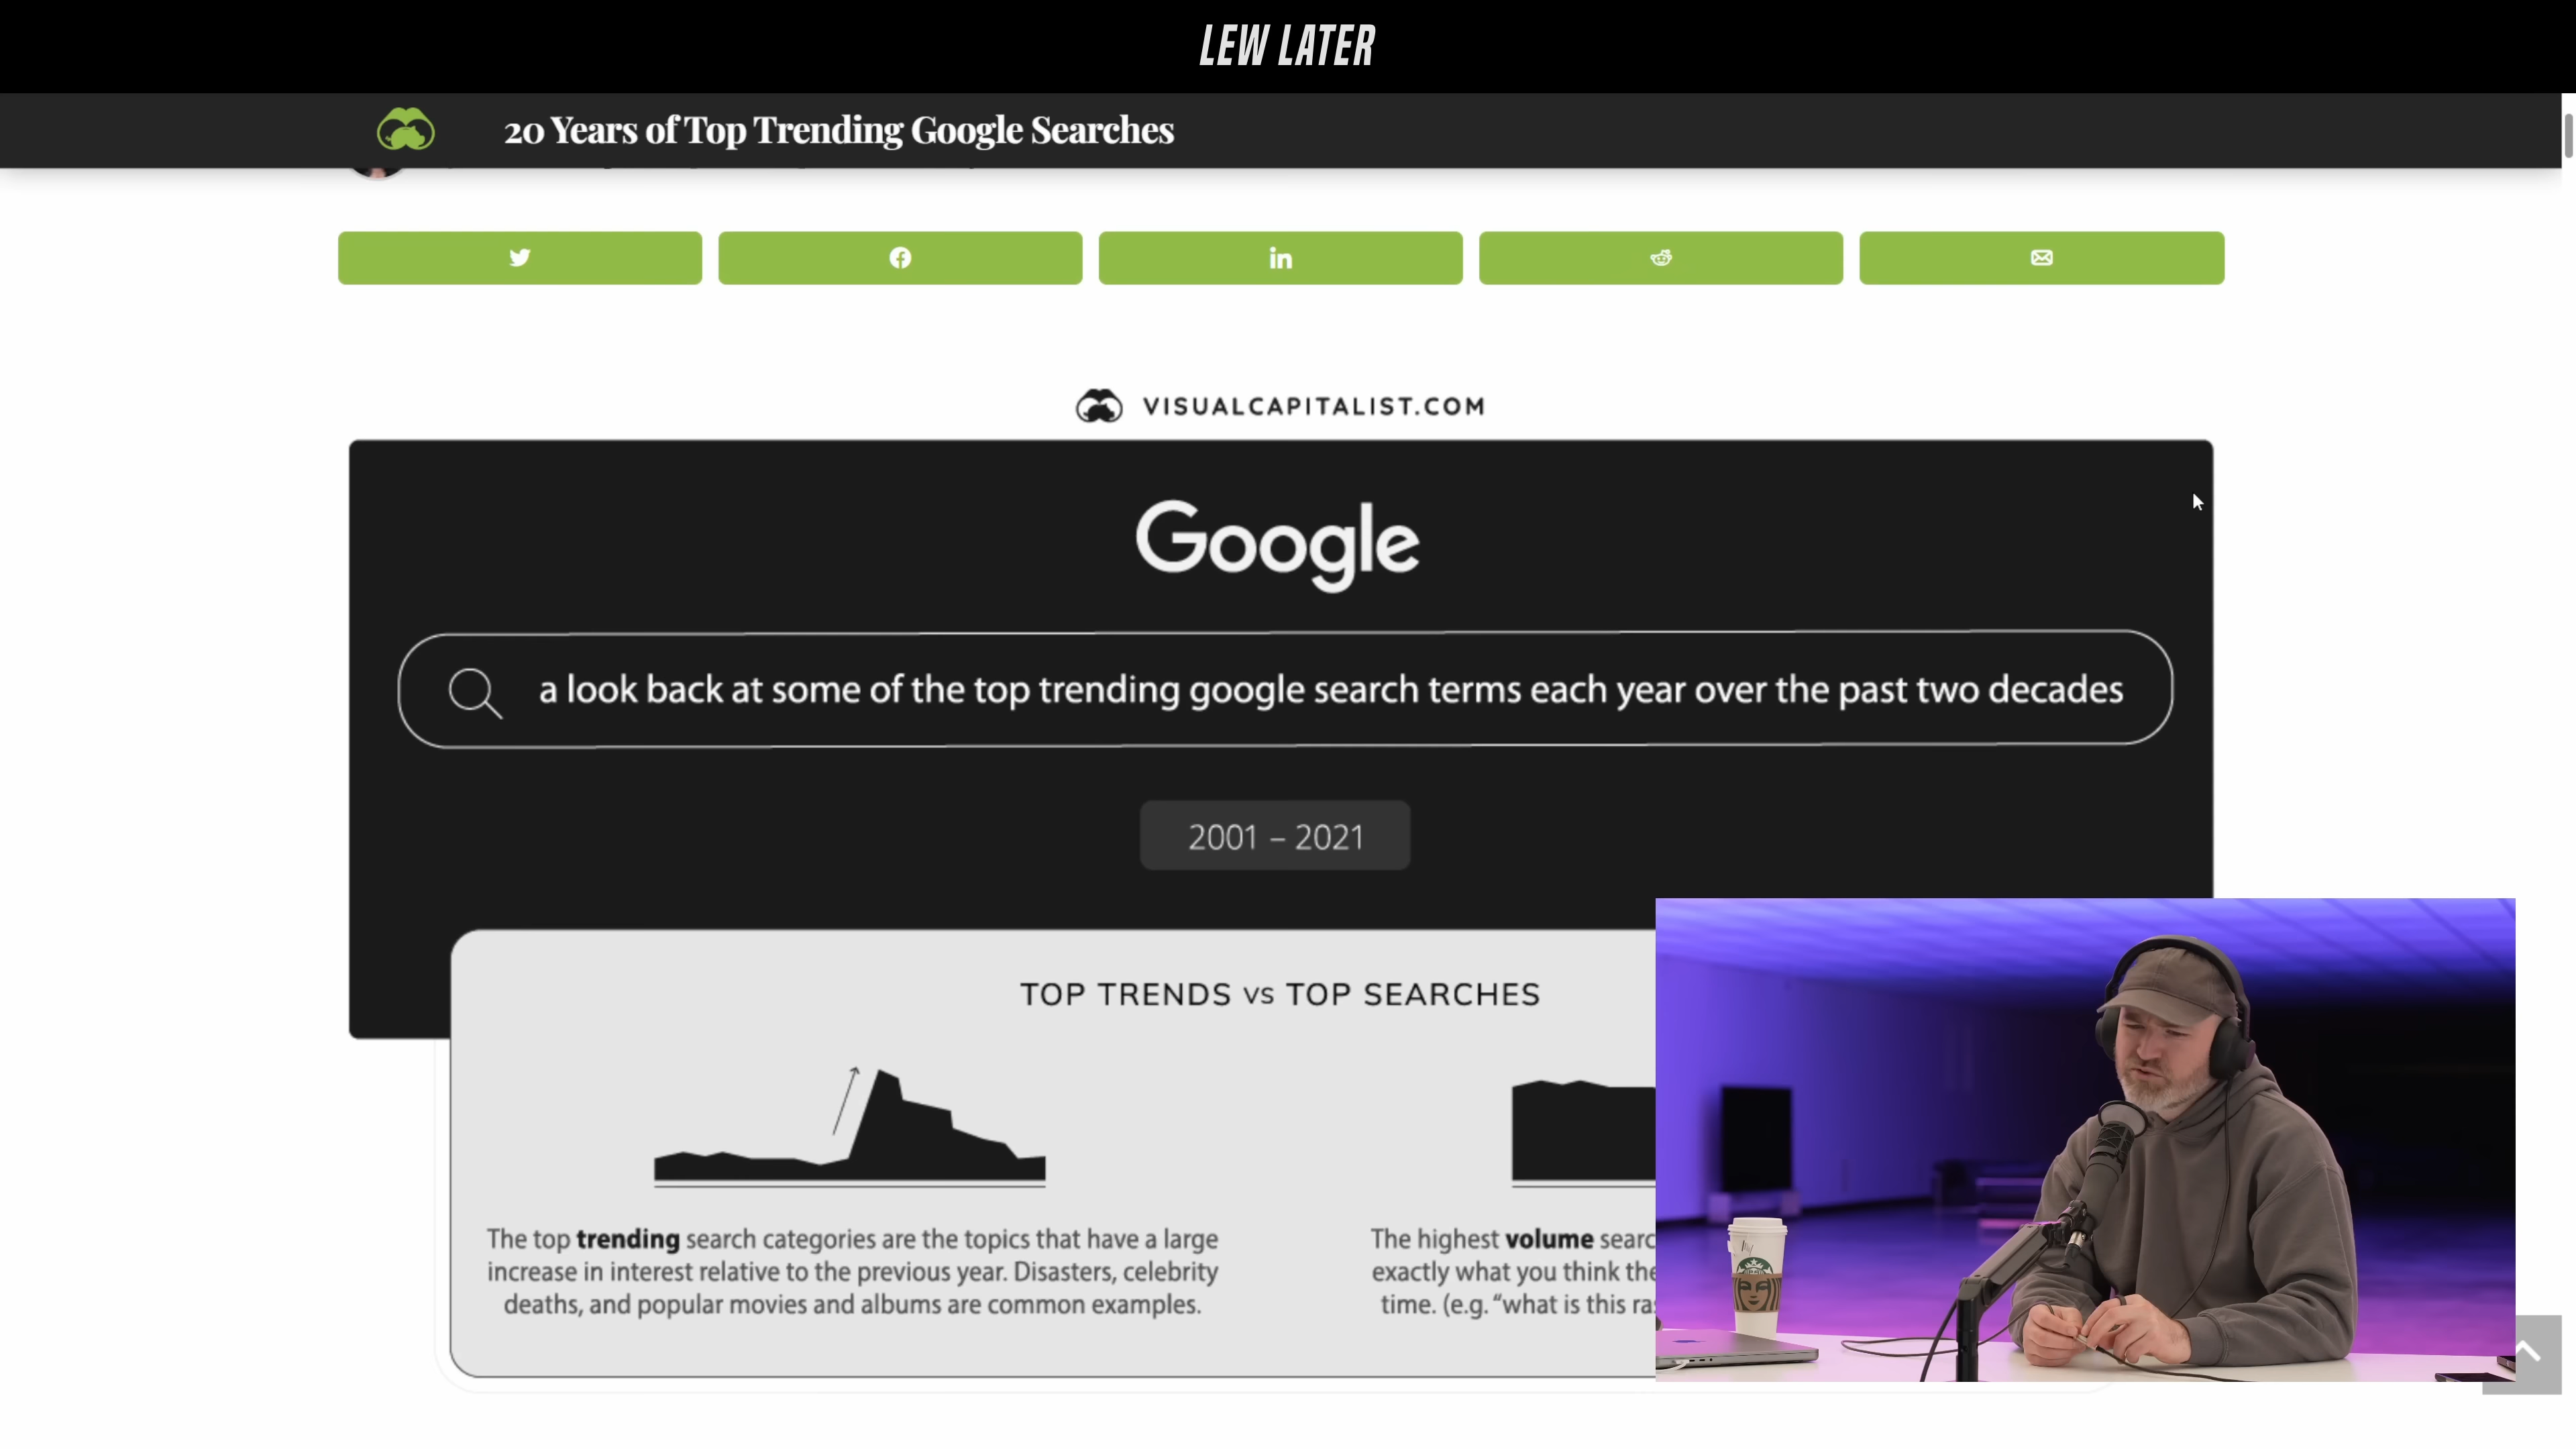 LEW LATER
20 Years of Top Trending Google Searches
in
VISUALCAPITALIST.COM
Google
a look back at some of the top trending google search terms each year over the past two decades
2001 – 2021
TOP TRENDS vs TOP SEARCHES
The top trending search categories are the topics that have a large
increase in interest relative to the previous year. Disasters, celebrity
deaths, and popular movies and albums are common examples.
The highest volume searc
exactly what you think the
time. (e.g. “what is this ra